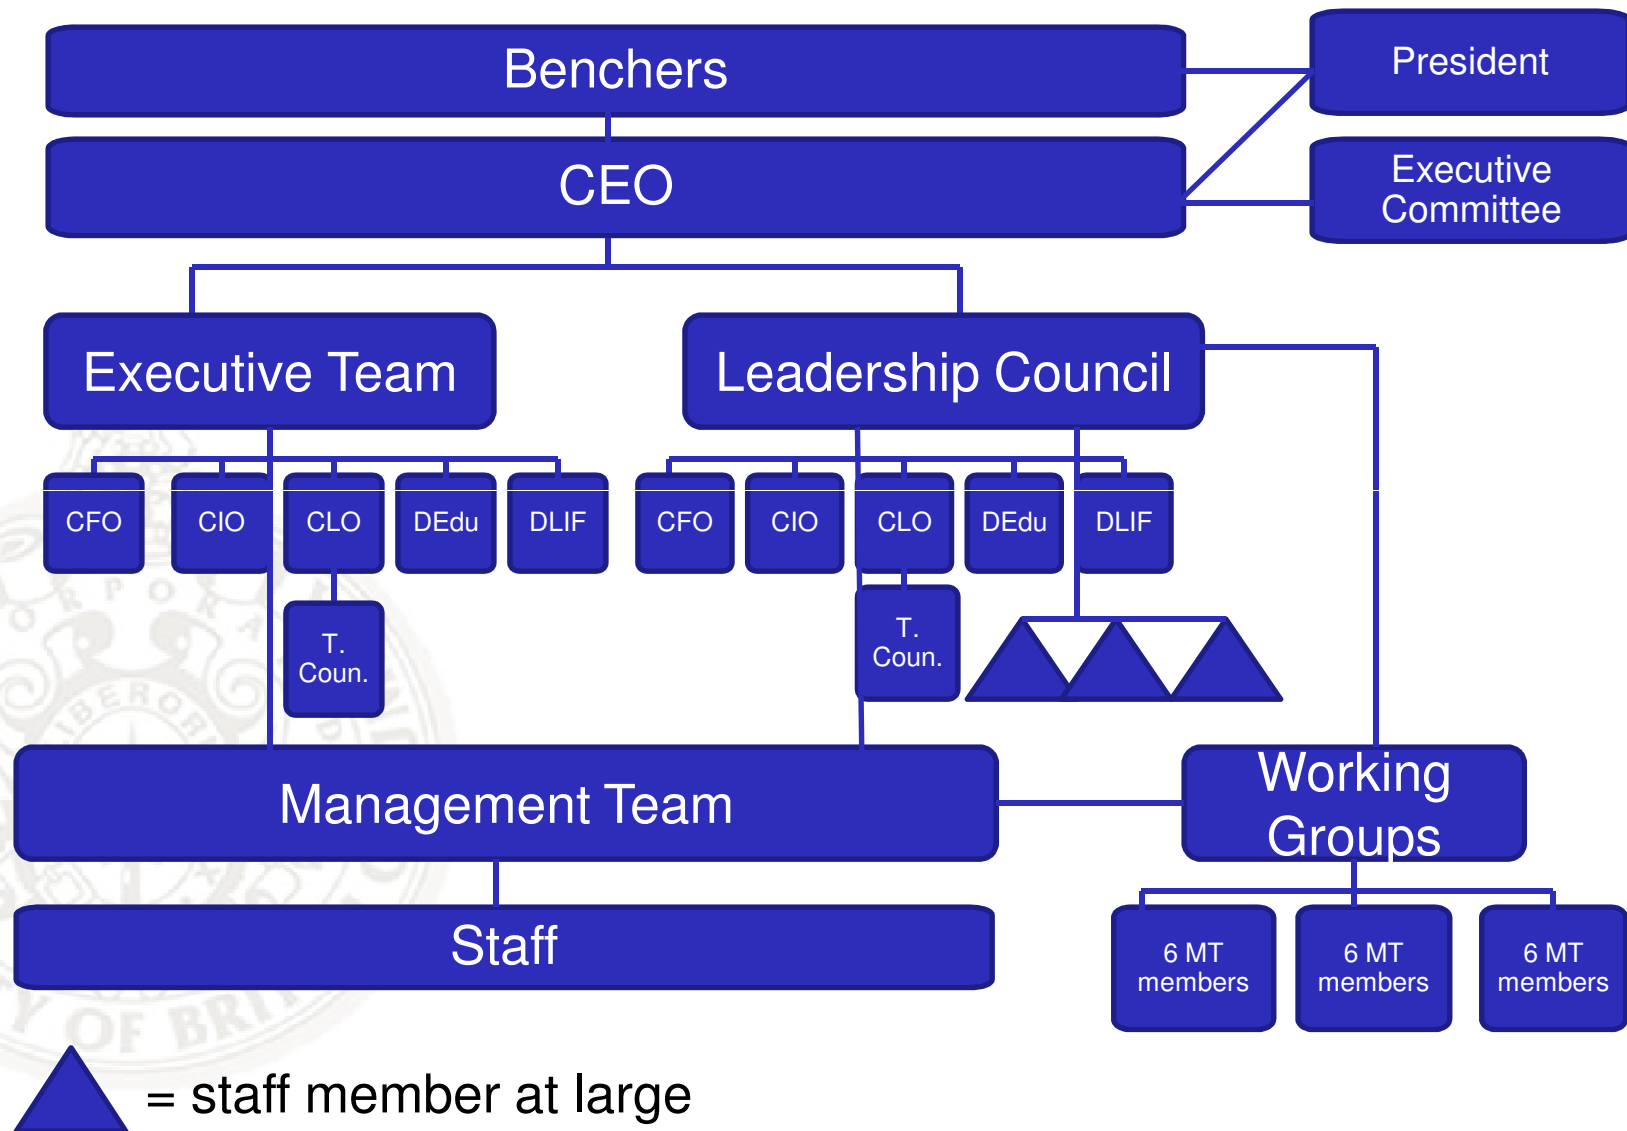 Benchers
President
CEO
Executive
Committee
Executive Team
Leadership Council
CFO
CIO
CLO
DEdu
DLIF
CFO
CIO
CLO
DEdu
DLIF
T.
Coun.
T.
Coun.
Management Team
Working
Groups
Staff
6 MT
members
6 MT
members
6 MT
members
OF BRI
= staff member at large